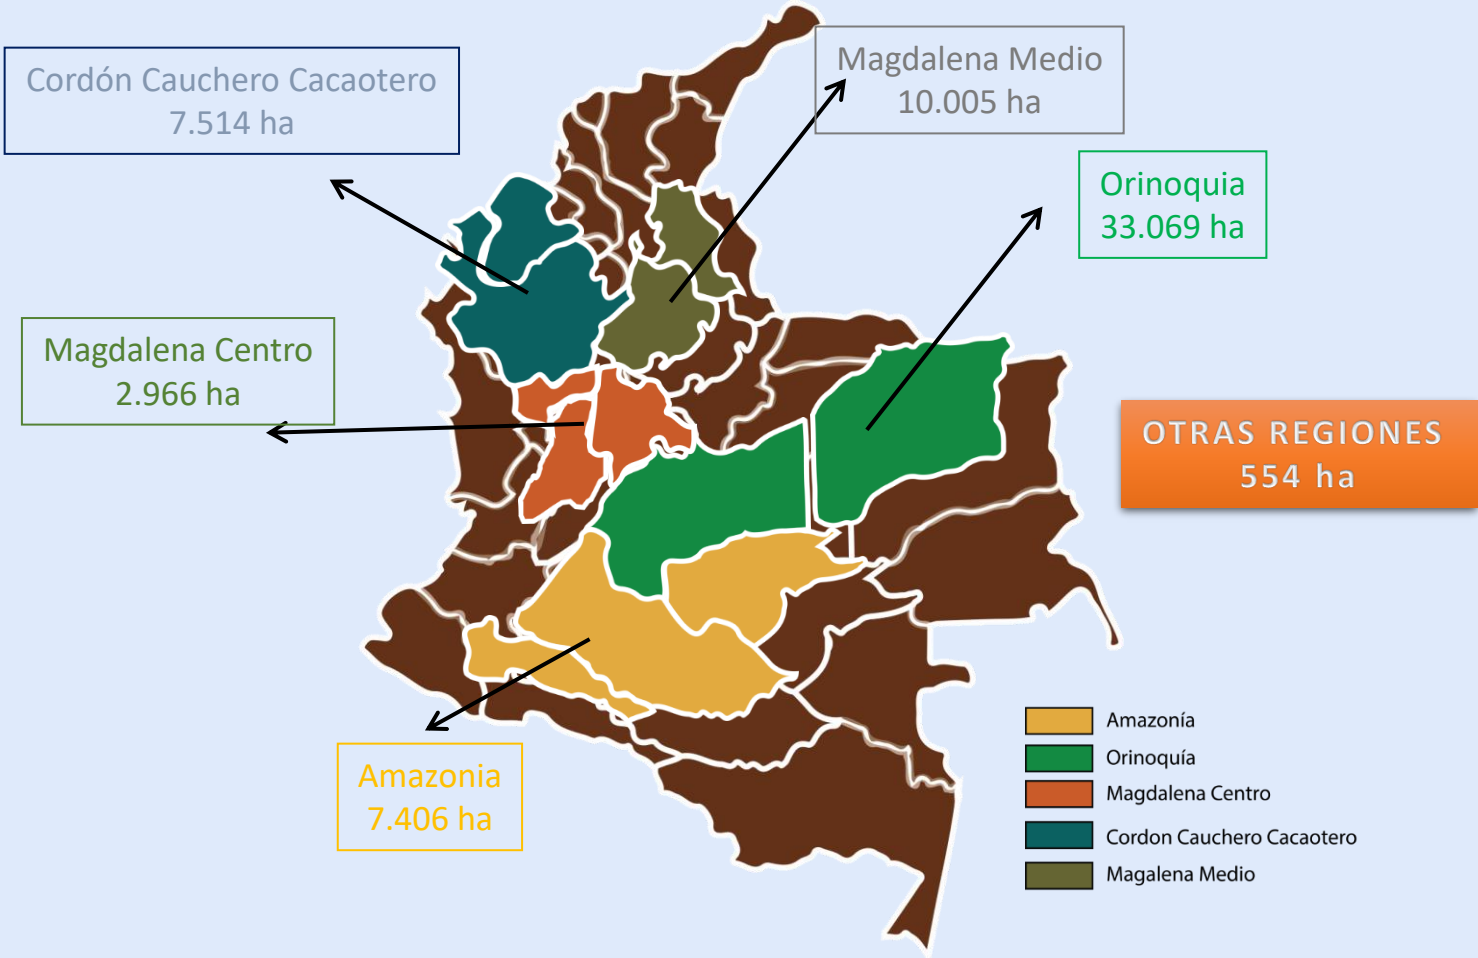 Cordón Cauchero Cacaotero
7.514 ha
Magdalena Medio
10.005 ha
Orinoquia
33.069 ha
Magdalena Centro
2.966 ha
OTRAS REGIONES
554 ha
Amazonia
7.406 ha
Amazonía
Orinoquía
Magdalena Centro
Cordon Cauchero Cacaotero
Magalena Medio